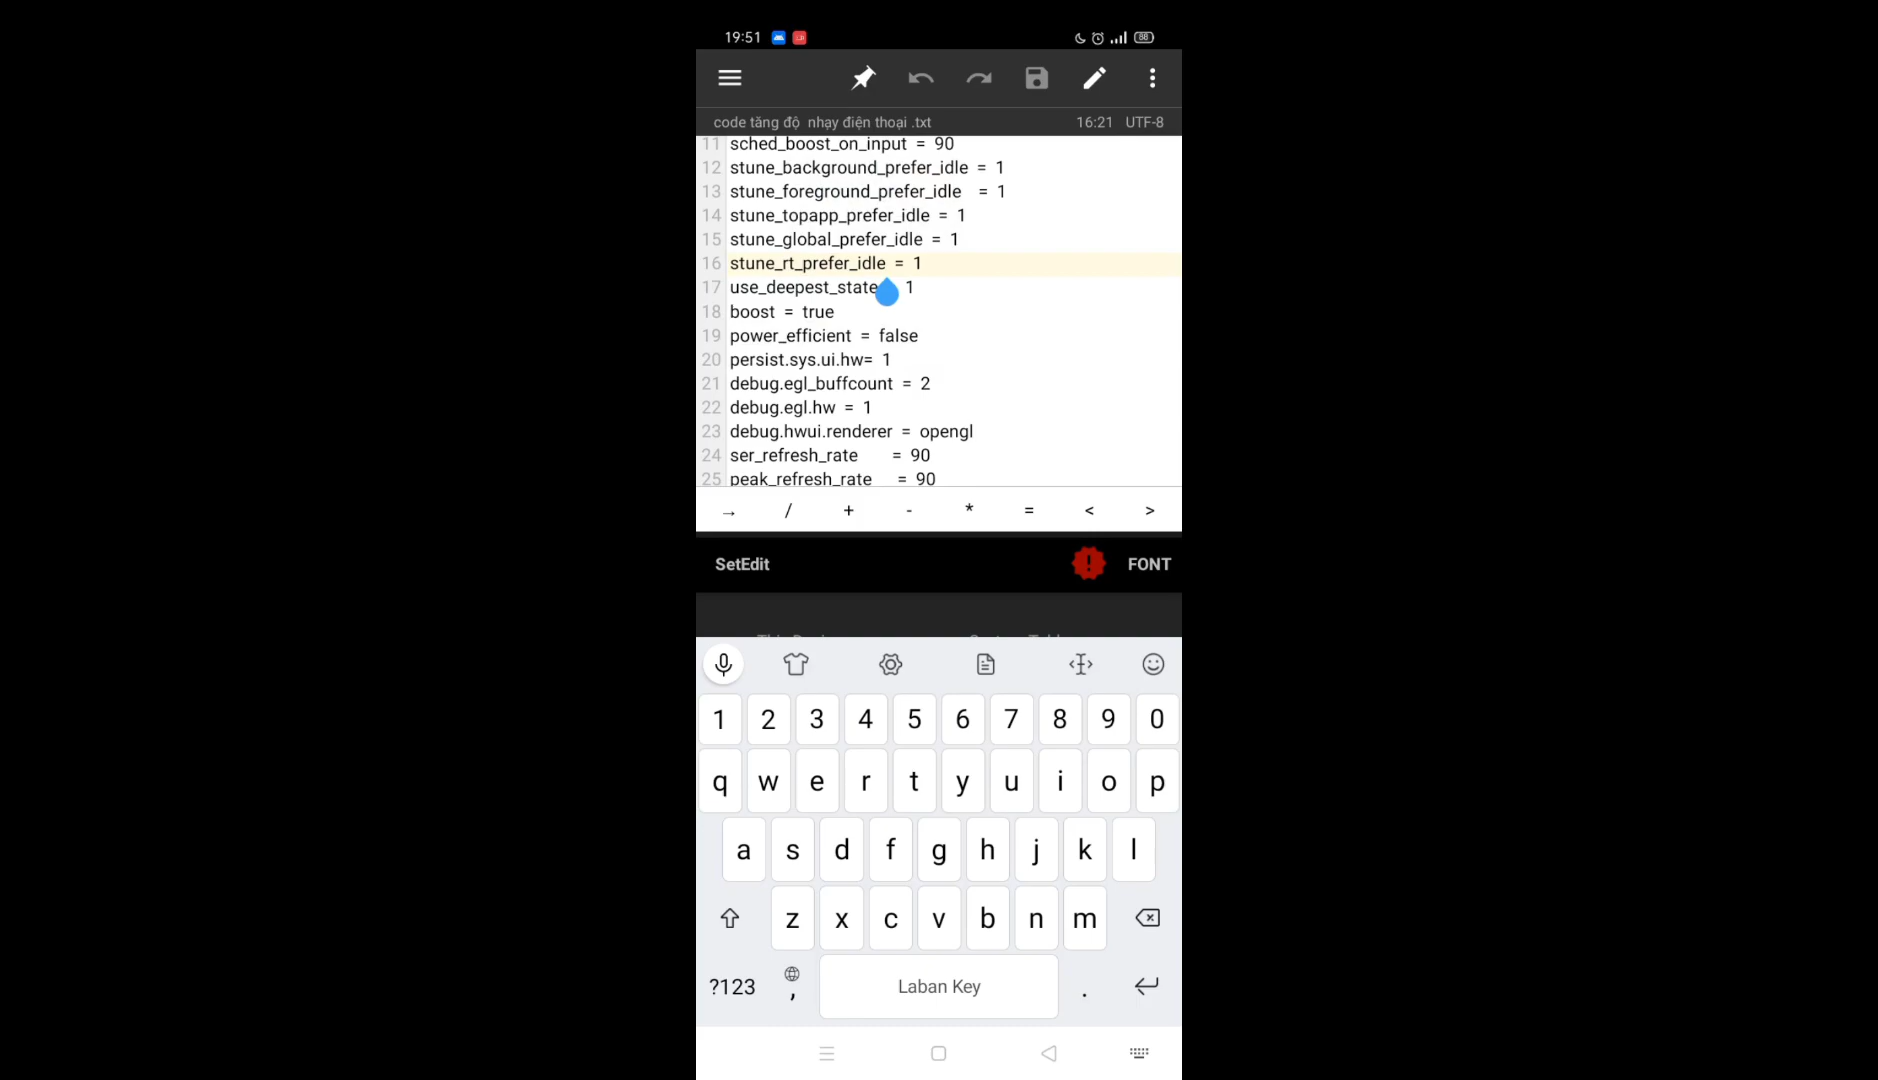 19:51 88
code tăng độ nhạy điện thoại .txt 16:21 UTF-8
11 sched_boost_on_input = 90
12 stune_background_prefer_idle = 1
13 stune_foreground_prefer_idle = 1
14 stune_topapp_prefer_idle = 1
15 stune_global_prefer_idle = 1
16 stune_rt_prefer_idle = 1
17 use_deepest_state 1
18 boost = true
19 power_efficient = false
20 persist.sys.ui.hw= 1
21 debug.egl_buffcount = 2
22 debug.egl.hw = 1
23 debug.hwui.renderer = opengl
24 ser_refresh_rate = 90
25 peak_refresh_rate = 90
→ / + - * = < >
SetEdit ! FONT
1 2 3 4 5 6 7 8 9 0
q w e r t y u i o p
a s d f g h j k l
z x c v b n m
?123 , Laban Key .